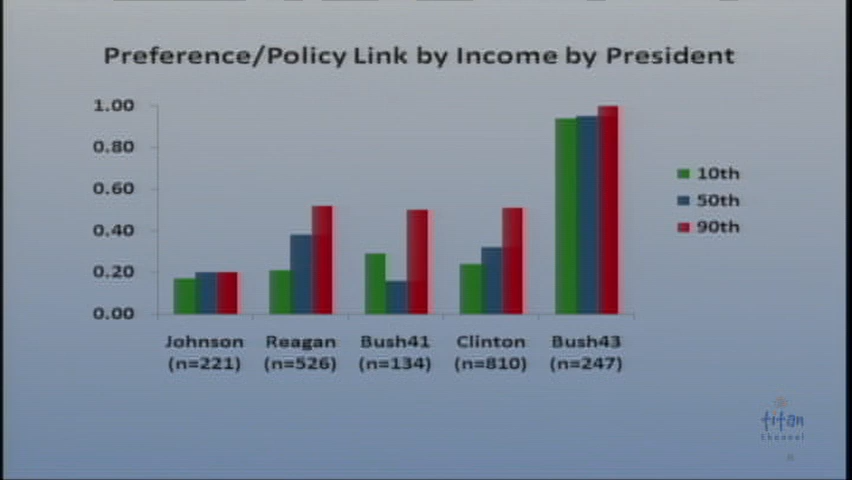 Preference/Policy Link by Income by President
1.00
0.80
0.60
0.40
0.20
0.00
10th
50th
90th
Johnson Reagan Bush41 Clinton Bush43
(n=221) (n=526) (n=134) (n=810) (n=247)
titan
Channel